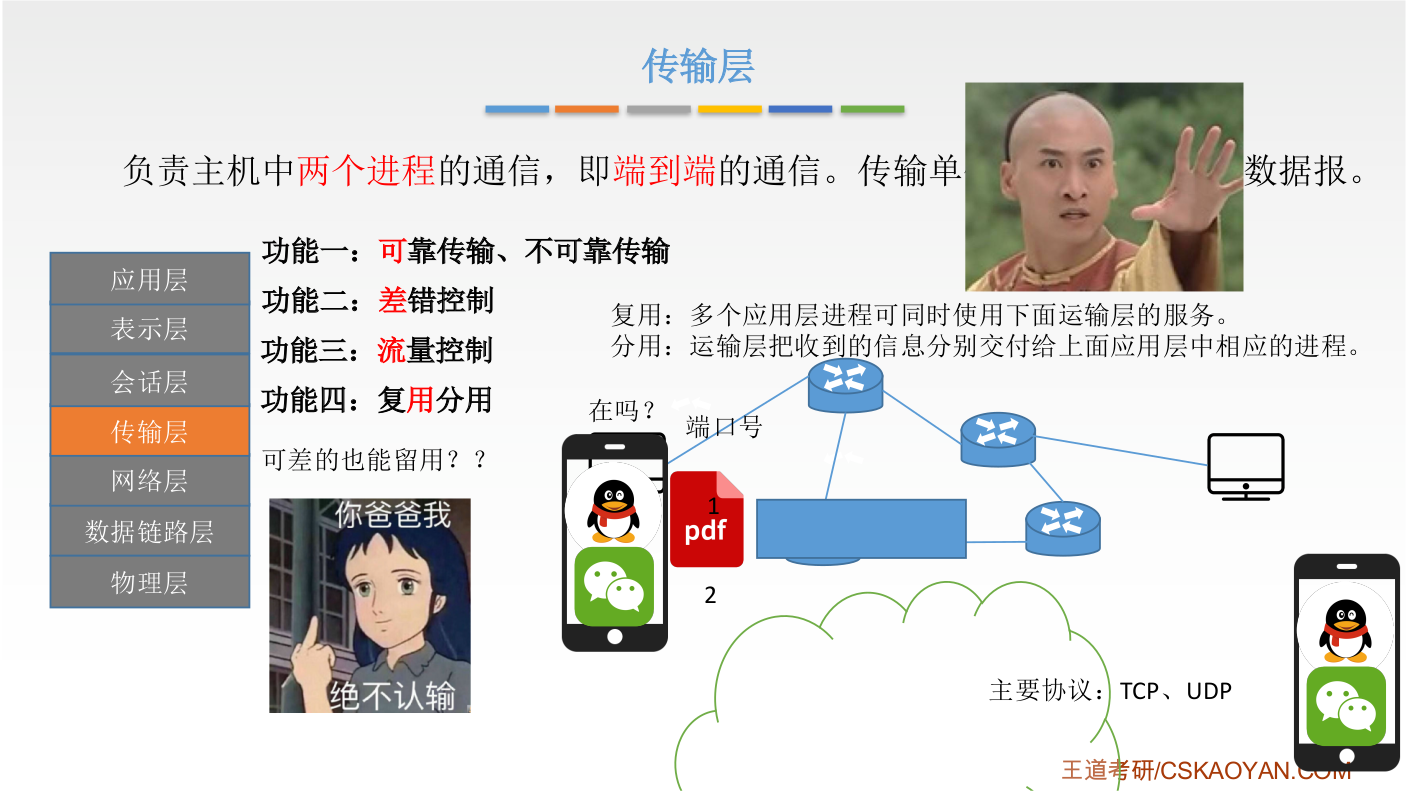 传输层
负责主机中两个进程的通信，即端到端的通信。传输单
数据报。
功能一：可靠传输、不可靠传输
功能二：差错控制
功能三：流量控制
功能四：复用分用
可差的也能留用？？
应用层
表示层
会话层
传输层
网络层
数据链路层
物理层
你爸爸我
绝不认输
复用：多个应用层进程可同时使用下面运输层的服务。
分用：运输层把收到的信息分别交付给上面应用层中相应的进程。
在吗？
端口号
1
pdf
2
主要协议：TCP、UDP
王道考研/CSKAOYAN.COM